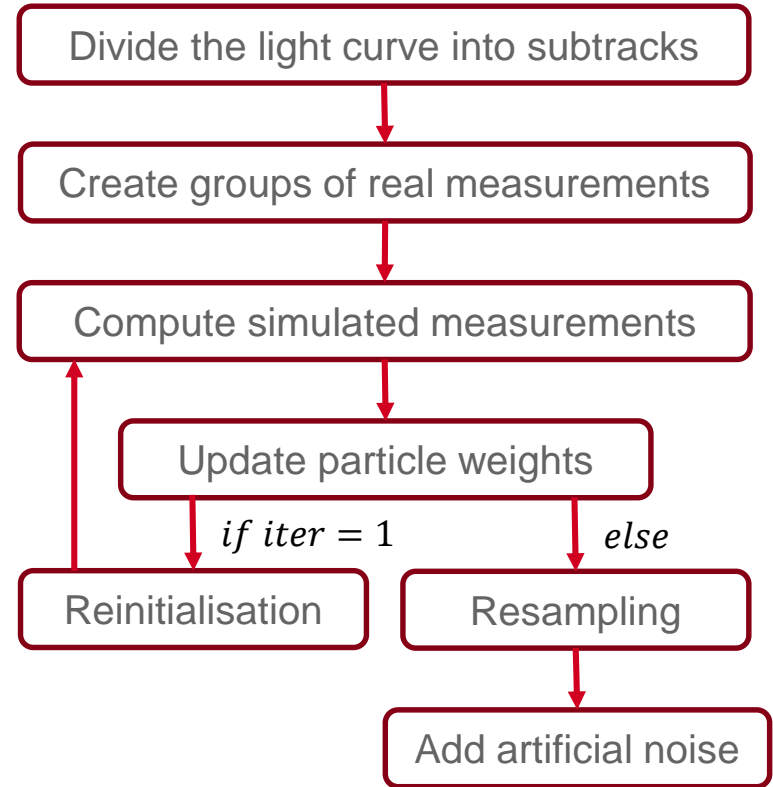 Divide the light curve into subtracks
Create groups of real measurements
Compute simulated measurements
Update particle weights
if iter = 1
else
Reinitialisation
Resampling
Add artificial noise